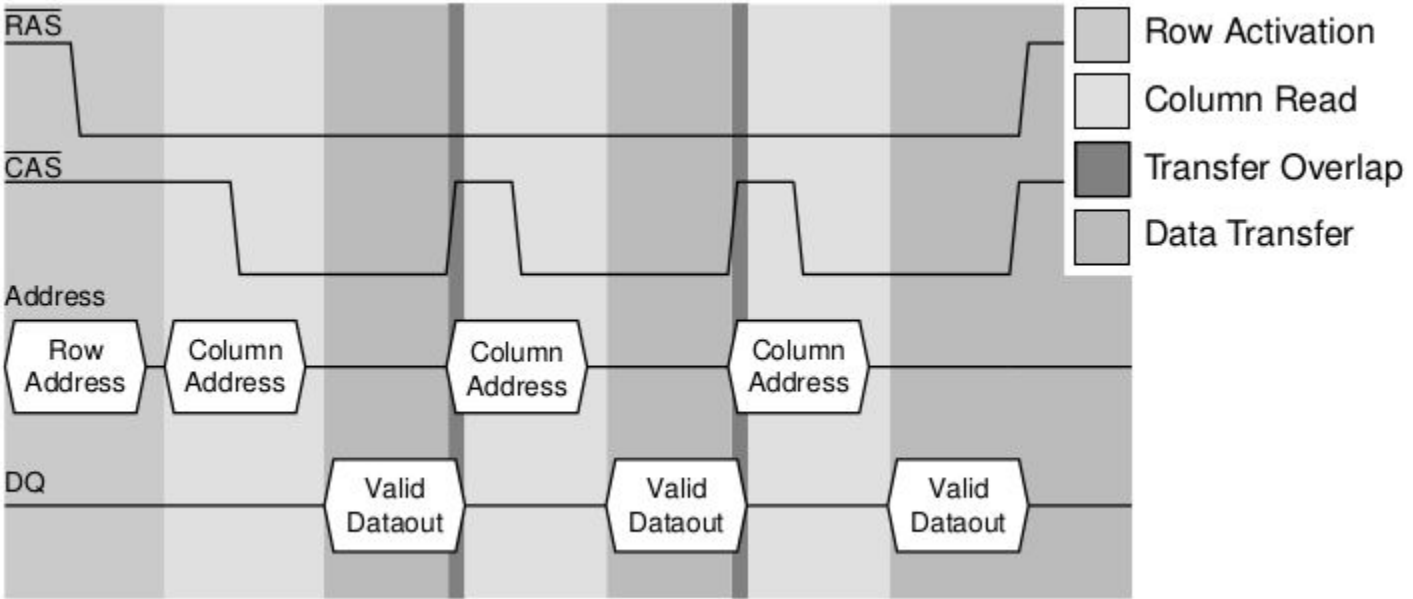 RAS
Row Activation
Column Read
CAS
Transfer Overlap
Data Transfer
Address
Row
Address
Column
Address
Column
Address
Column
Address
DQ
Valid
Dataout
Valid
Dataout
Valid
Dataout